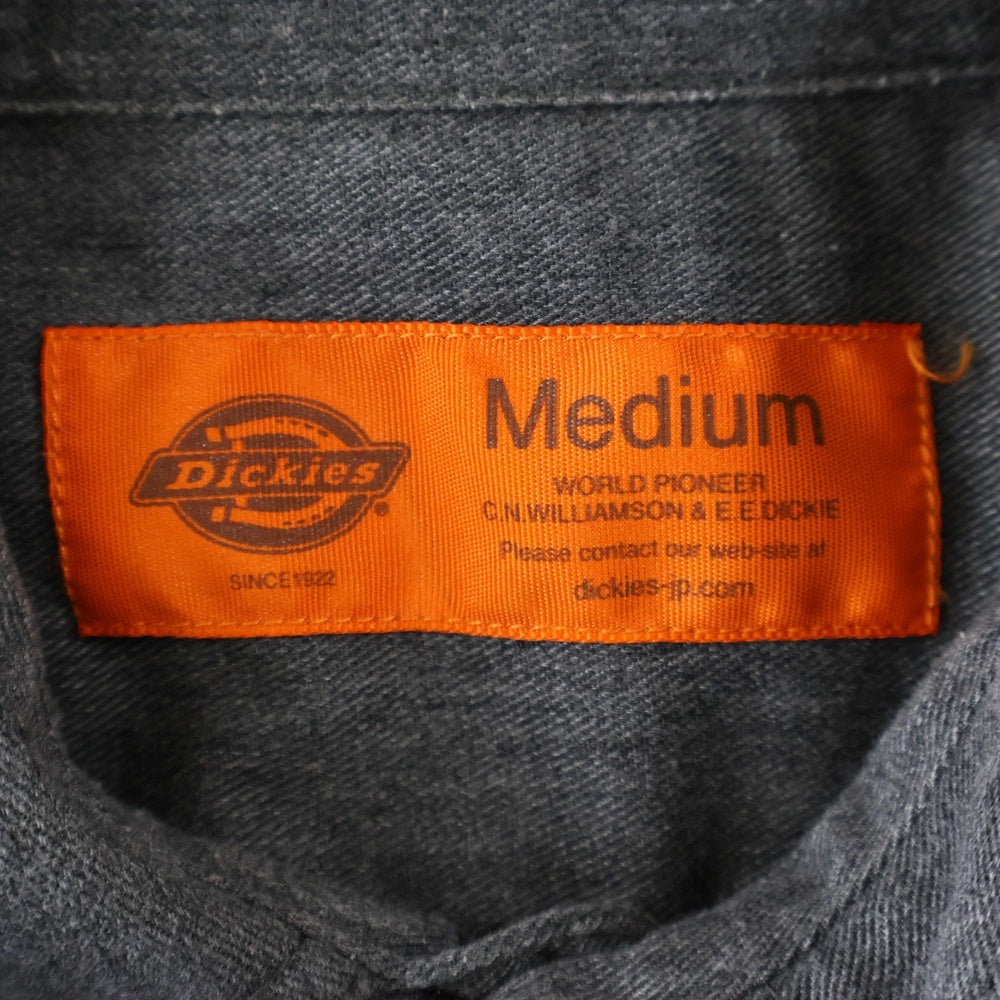 Dickies
®
SINCE1922
Medium
WORLD PIONEER
C.N.WILLIAMSON & E.E.DICKIE
Please contact our web-site at
dickies-jp.com